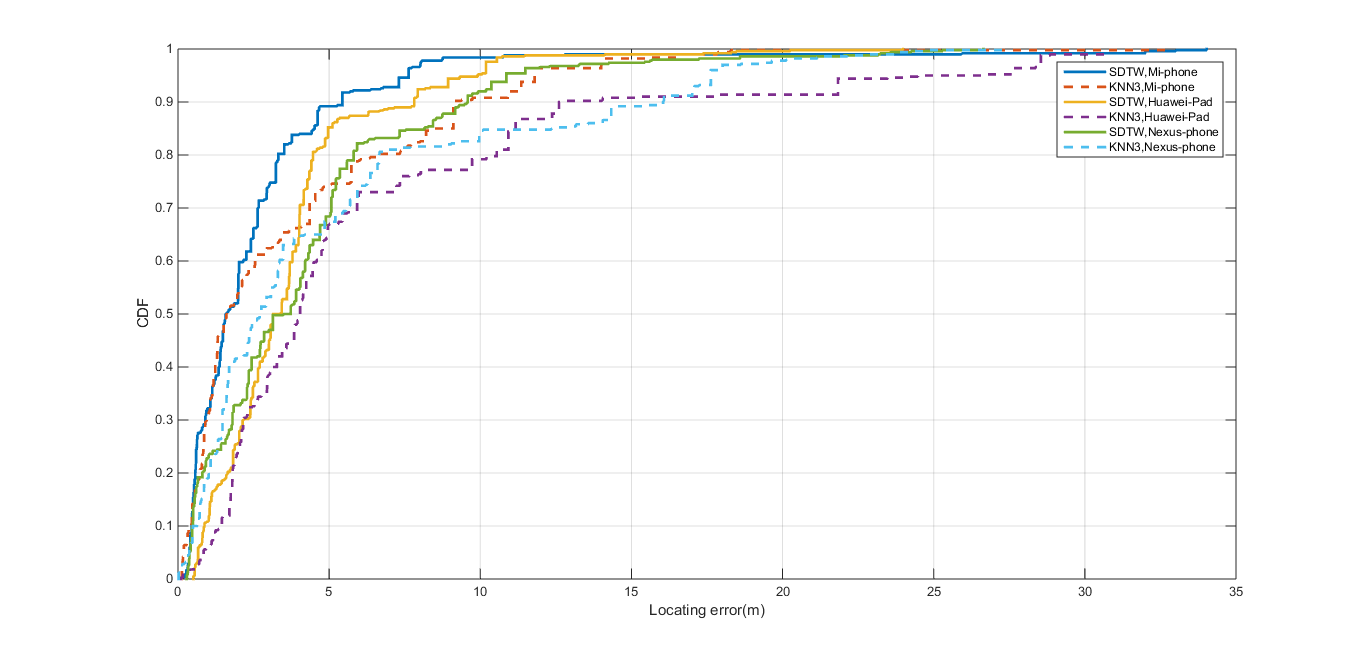 1
0.9
0.8
0.7
0.6
0.5
0.4
0.3
0.2
0.1
0
CDF
SDTW,Mi-phone
KNN3,Mi-phone
SDTW,Huawei-Pad
KNN3,Huawei-Pad
SDTW,Nexus-phone
KNN3,Nexus-phone
0 5 10 15 20 25 30 35
Locating error(m)